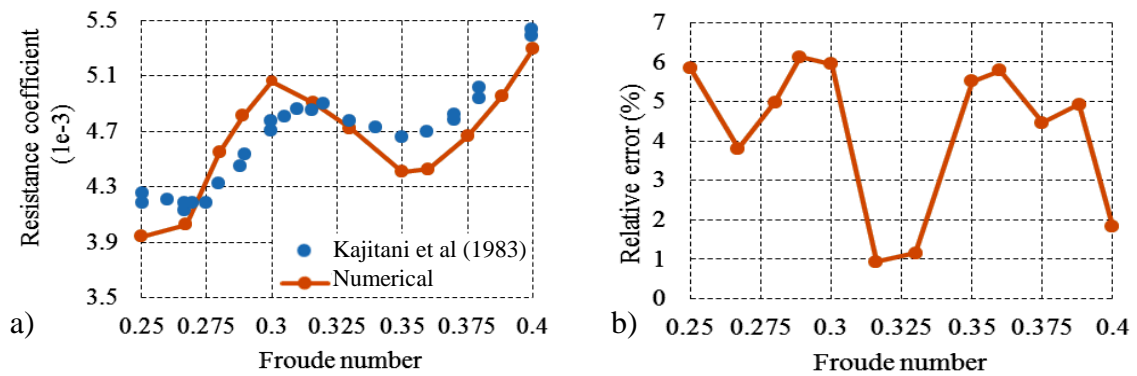 Resistance coefficient
(1e-3)
5.5
5.1
4.7
4.3
3.9
3.5
Kajitani et al (1983)
Numerical
0.25 0.275 0.3 0.325 0.35 0.375 0.4
Froude number
a)
Relative error (%)
7
6
5
4
3
2
1
0
0.25 0.275 0.3 0.325 0.35 0.375 0.4
Froude number
b)